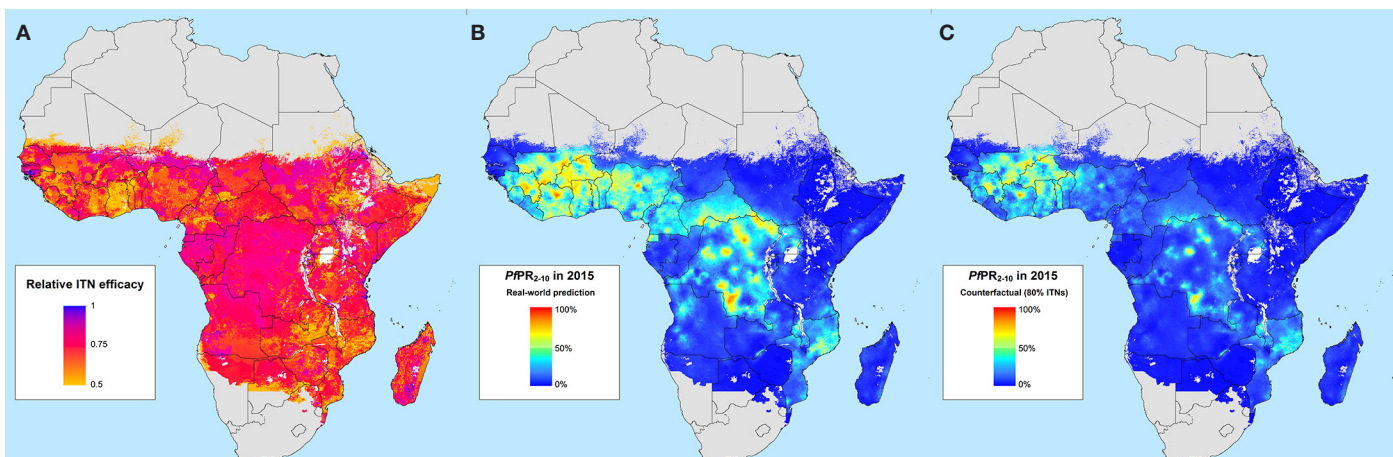 A
B
C
Relative ITN efficacy
1
0.75
0.5
PfPR2-10 in 2015
Real-world prediction
100%
50%
0%
PfPR2-10 in 2015
Counterfactual (80% ITNs)
100%
50%
0%